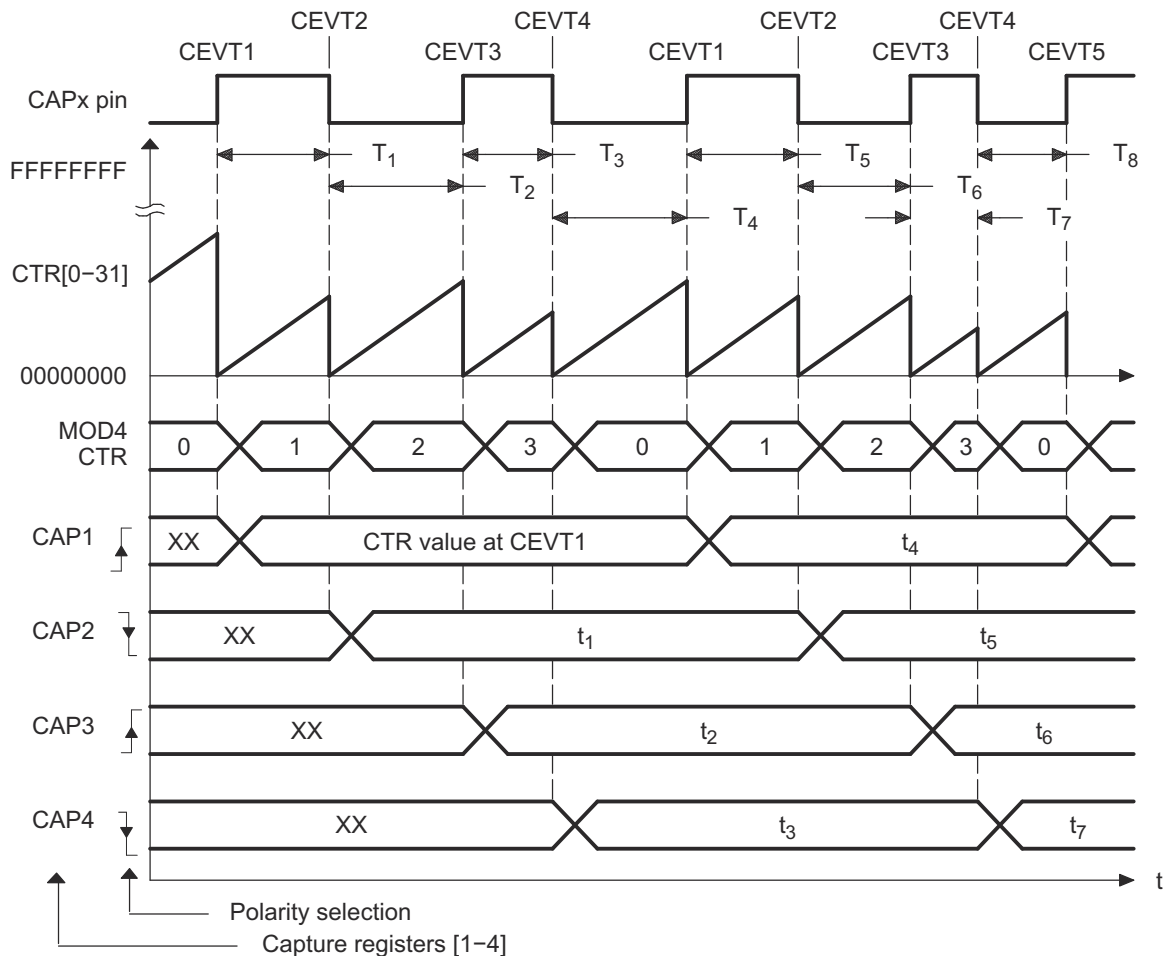 CEVT2 CEVT4 CEVT2 CEVT4
CEVT1 CEVT3 CEVT1 CEVT3 CEVT5
CAPx pin
T1 T3 T5 T8
FFFFFFFF
T2 T6
T4 T7
CTR[0−31]
00000000
MOD4
CTR
0 1 2 3 0 1 2 3 0
CAP1 XX CTR value at CEVT1 t4
CAP2 XX t1 t5
CAP3 XX t2 t6
CAP4 XX t3 t7
t
Polarity selection
Capture registers [1−4]